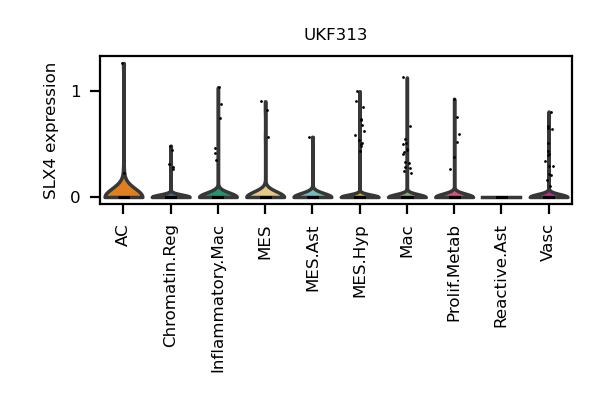 UKF313
SLX4 expression
1
0
AC
Chromatin.Reg
Inflammatory.Mac
MES
MES.Ast
MES.Hyp
Mac
Prolif.Metab
Reactive.Ast
Vasc